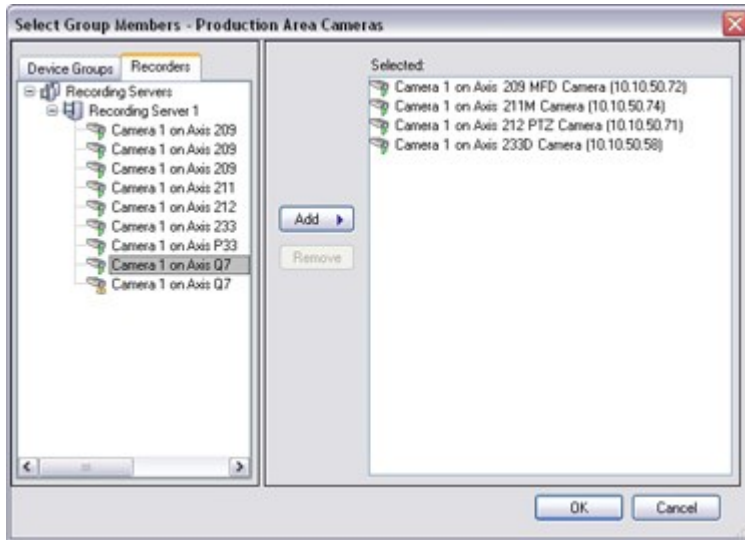 Select Group Members - Production Area Cameras
Device Groups
Recorders
Recording Servers
Recording Server 1
Camera 1 on Axis 209
Camera 1 on Axis 209
Camera 1 on Axis 209
Camera 1 on Axis 211
Camera 1 on Axis 212
Camera 1 on Axis 233
Camera 1 on Axis P33
Camera 1 on Axis Q7
Camera 1 on Axis Q7
Add
Remove
Selected:
Camera 1 on Axis 209 MFD Camera (10.10.50.72)
Camera 1 on Axis 211M Camera (10.10.50.74)
Camera 1 on Axis 212 PTZ Camera (10.10.50.71)
Camera 1 on Axis 233D Camera (10.10.50.58)
OK
Cancel